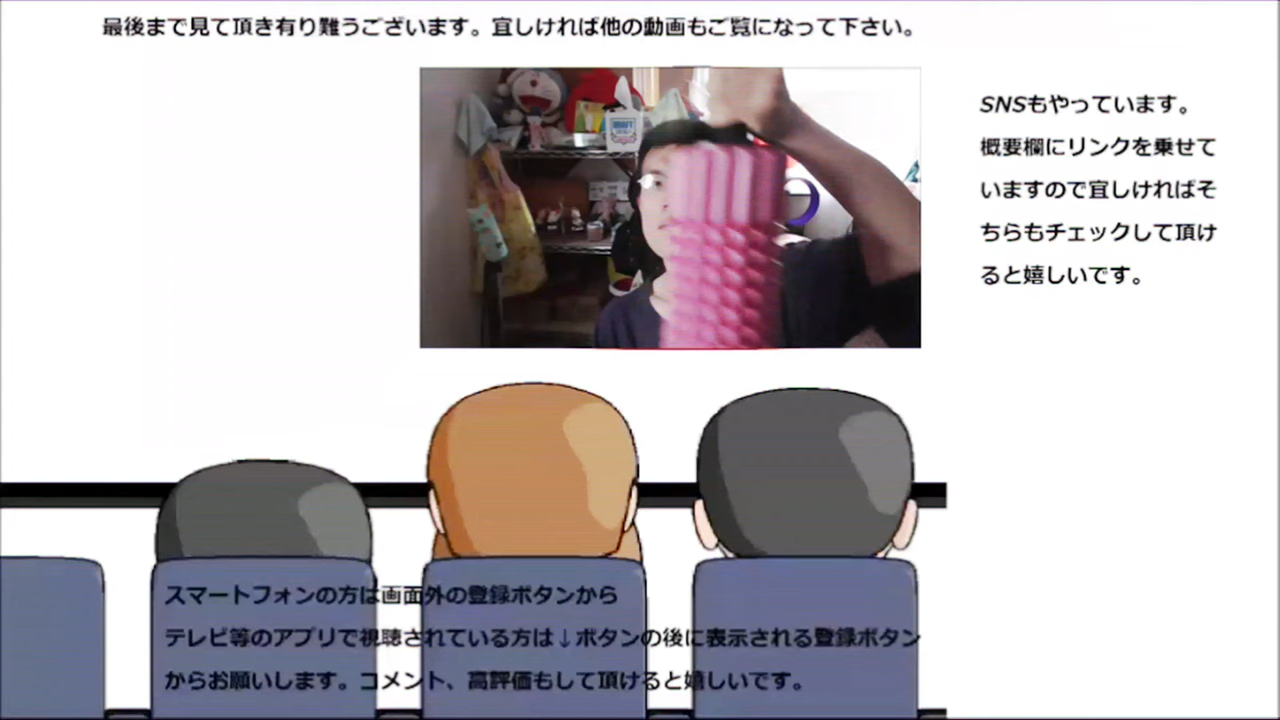 最後まで見て頂き有り難うございます。宜しければ他の動画もご覧になって下さい。
SNSもやっています。
概要欄にリンクを乗せて
いますので宜しければそ
ちらもチェックして頂け
ると嬉しいです。
スマートフォンの方は画面外の登録ボタンから
テレビ等のアプリで視聴されている方は↓ボタンの後に表示される登録ボタン
からお願いします。コメント、高評価もして頂けると嬉しいです。